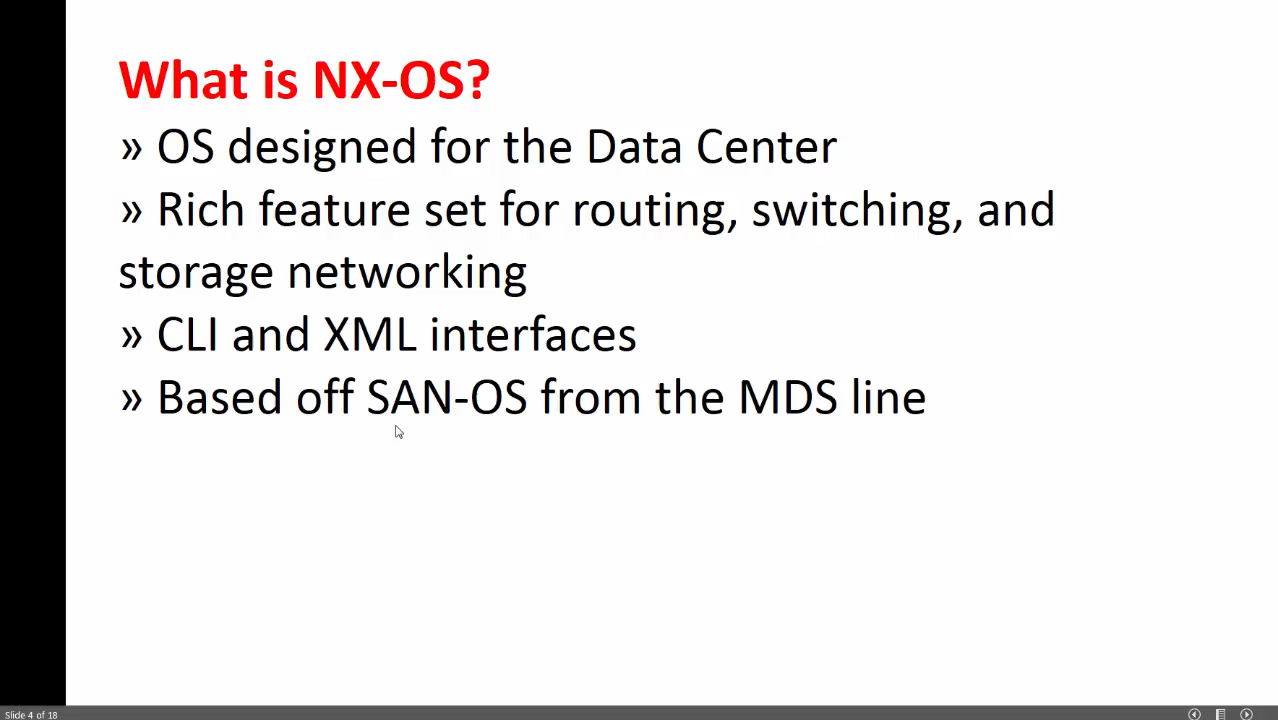 What is NX-OS?
» OS designed for the Data Center
» Rich feature set for routing, switching, and
storage networking
» CLI and XML interfaces
» Based off SAN-OS from the MDS line
Slide 4 of 18